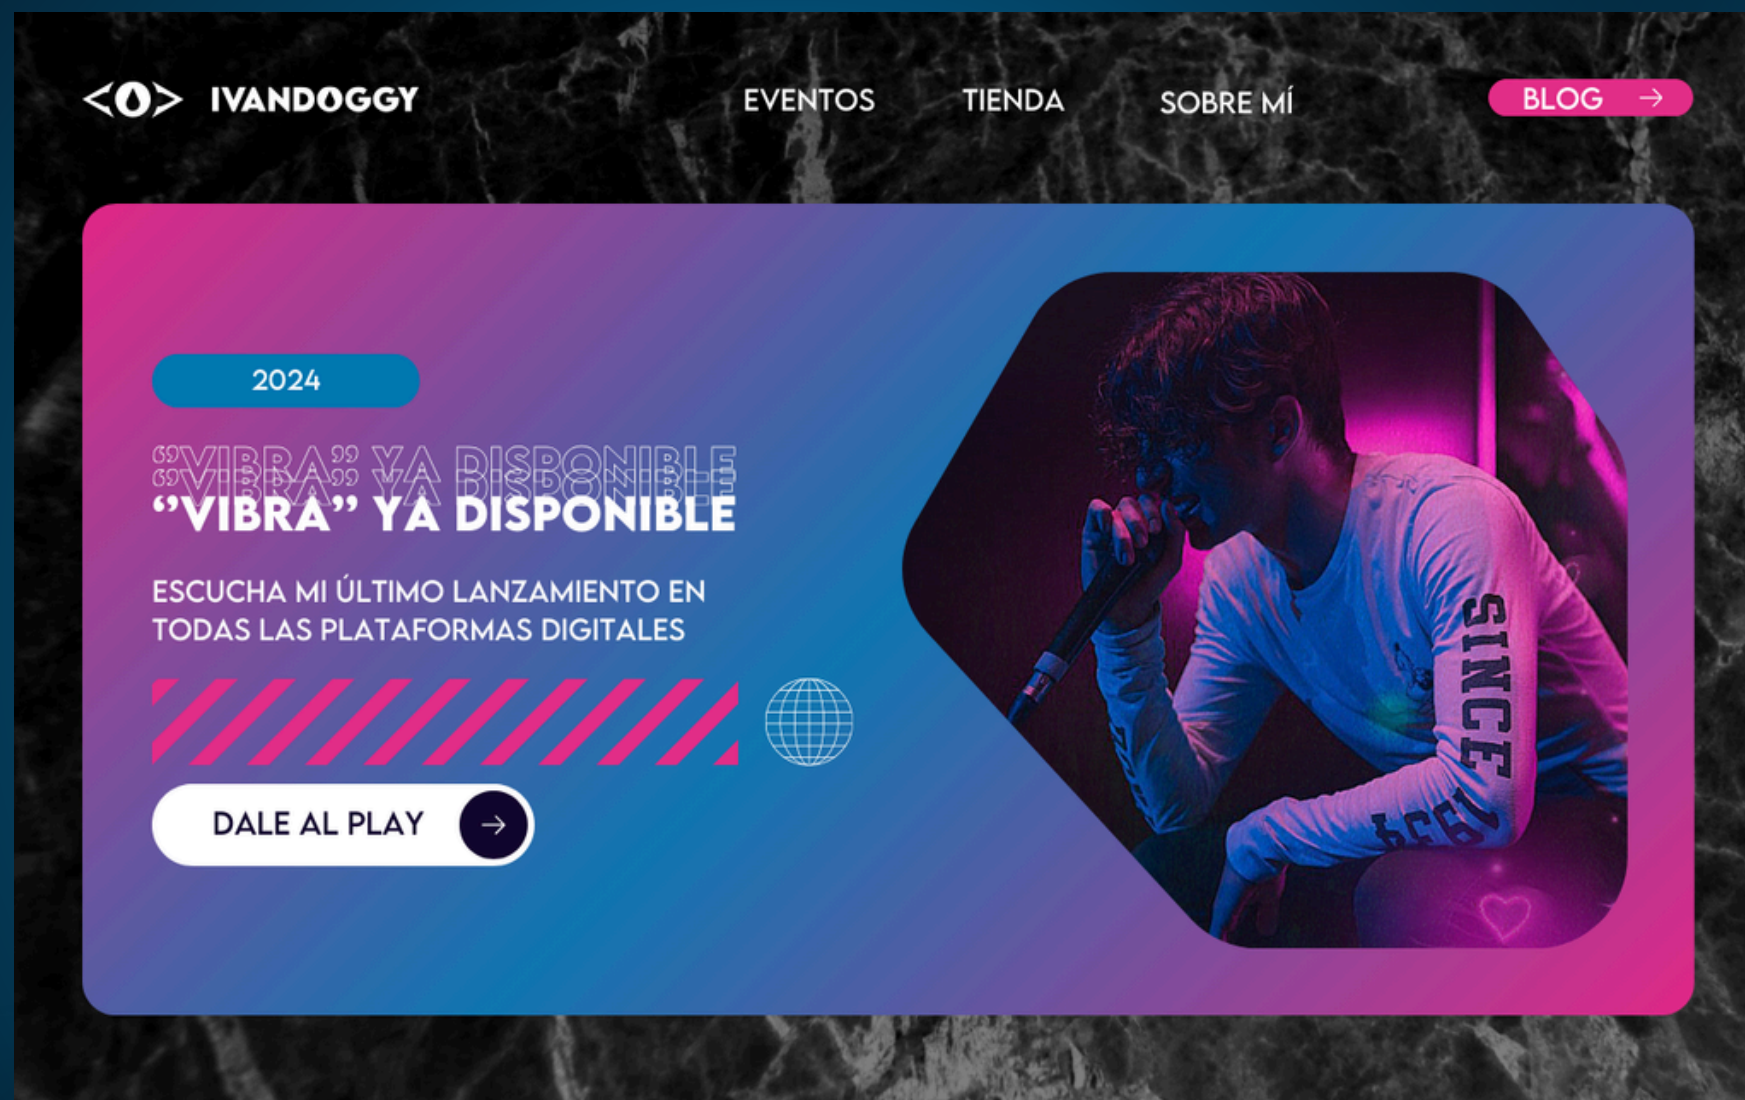 IVANDOGGY
EVENTOS
TIENDA
SOBRE MÍ
BLOG
2024
“VIBRA” YA DISPONIBLE
“VIBRA” YA DISPONIBLE
‘’VIBRA’’ YA DISPONIBLE
ESCUCHA MI ÚLTIMO LANZAMIENTO EN
TODAS LAS PLATAFORMAS DIGITALES
DALE AL PLAY
SINCE
1994